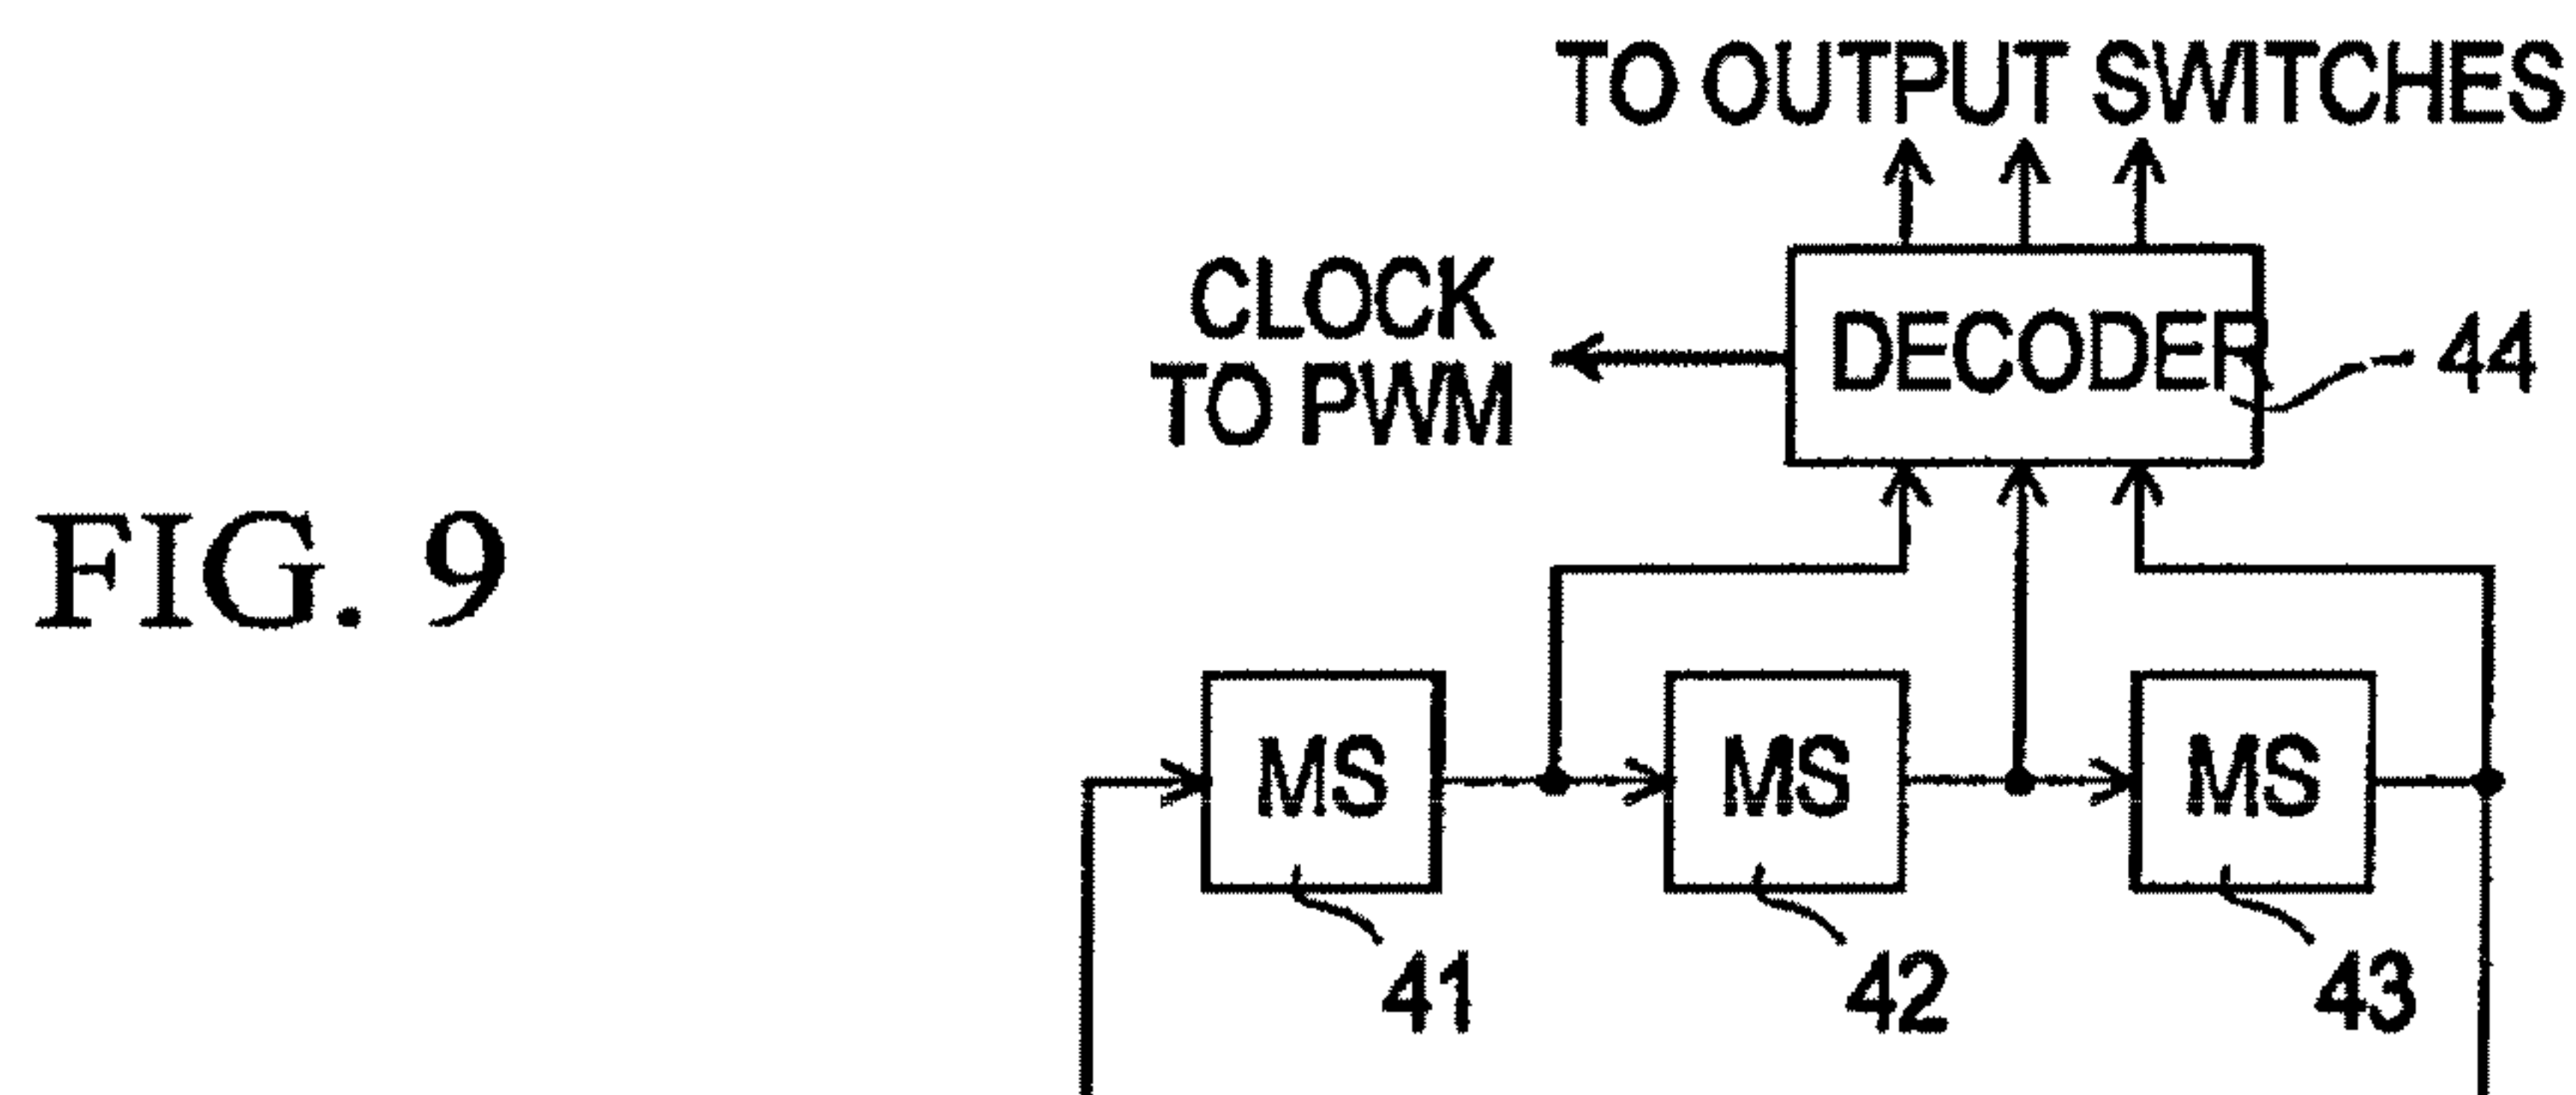 TO OUTPUT SWITCHES
CLOCK
TO PWM
DECODER
44
FIG. 9
MS
MS
MS
41
42
43